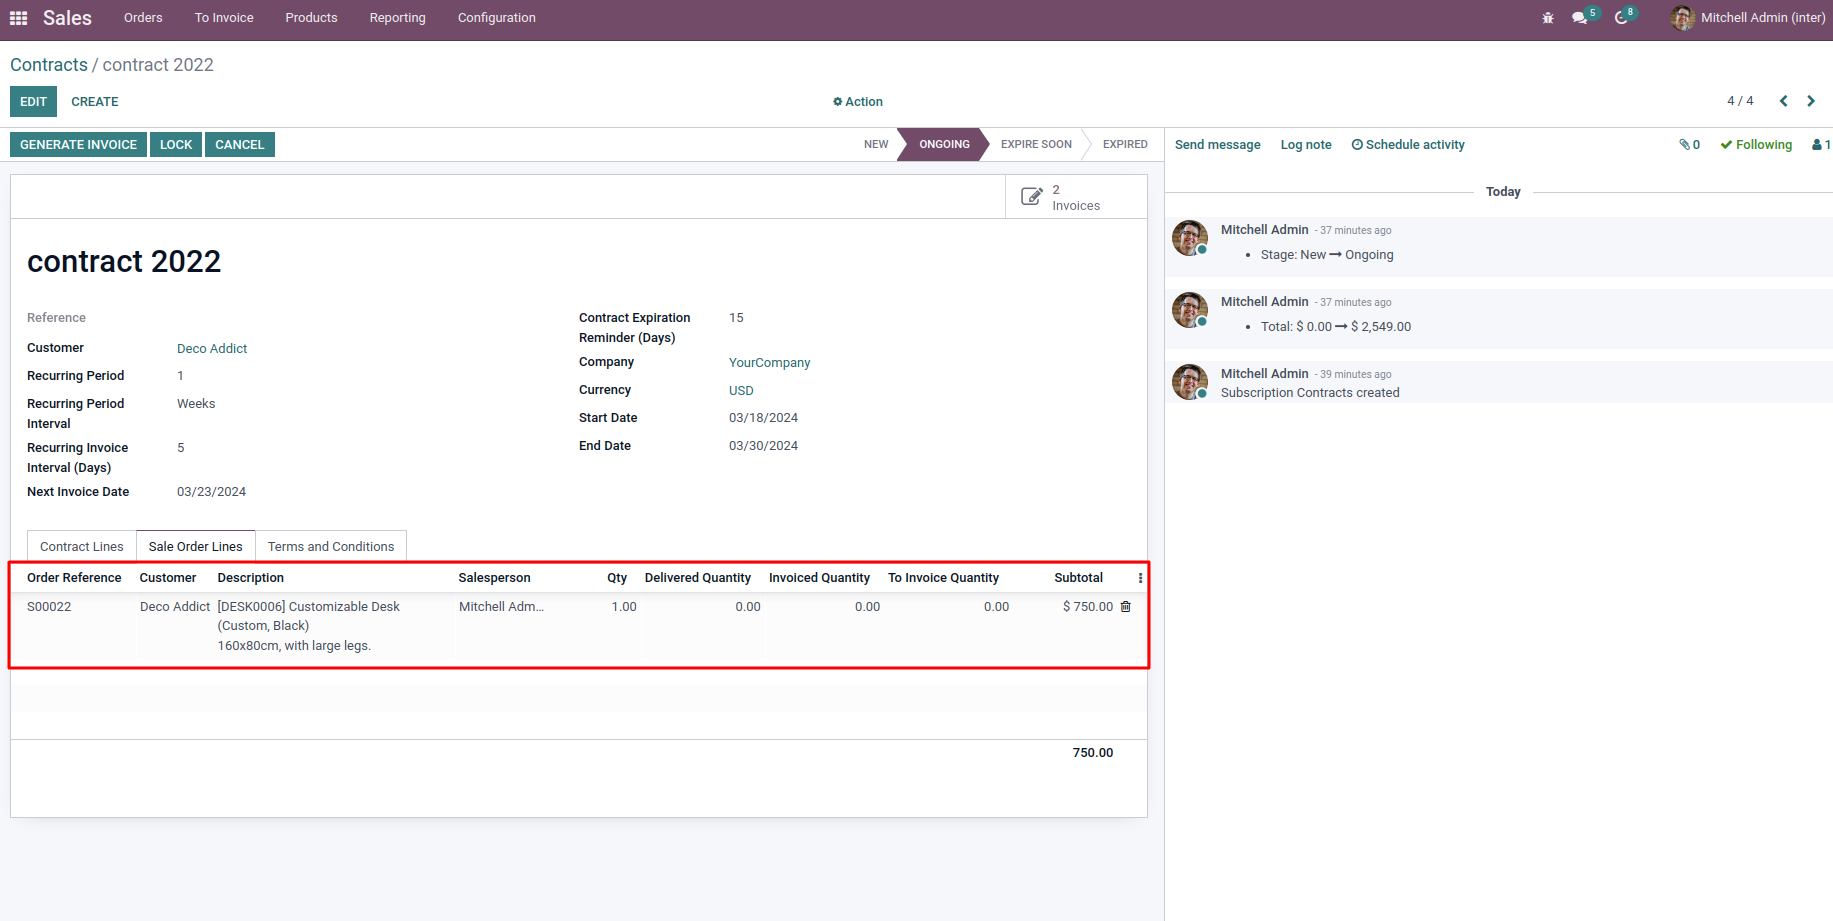 Sales Orders To Invoice Products Reporting Configuration 5 8 Mitchell Admin (inter)
Contracts / contract 2022
EDIT CREATE Action 4 / 4
GENERATE INVOICE LOCK CANCEL NEW ONGOING EXPIRE SOON EXPIRED
2
Invoices
contract 2022
Reference
Customer Deco Addict
Recurring Period 1
Recurring Period
Interval
Weeks
Recurring Invoice
Interval (Days)
5
Next Invoice Date 03/23/2024
Contract Expiration
Reminder (Days)
15
Company YourCompany
Currency USD
Start Date 03/18/2024
End Date 03/30/2024
Contract Lines Sale Order Lines Terms and Conditions
Order Reference Customer Description Salesperson Qty Delivered Quantity Invoiced Quantity To Invoice Quantity Subtotal
S00022 Deco Addict [DESK0006] Customizable Desk Mitchell Adm... 1.00 0.00 0.00 0.00 $ 750.00
(Custom, Black)
160x80cm, with large legs.
750.00
Send message Log note Schedule activity 0 Following 1
Today
Mitchell Admin - 37 minutes ago
Stage: New → Ongoing
Mitchell Admin - 37 minutes ago
Total: $ 0.00 → $ 2,549.00
Mitchell Admin - 39 minutes ago
Subscription Contracts created